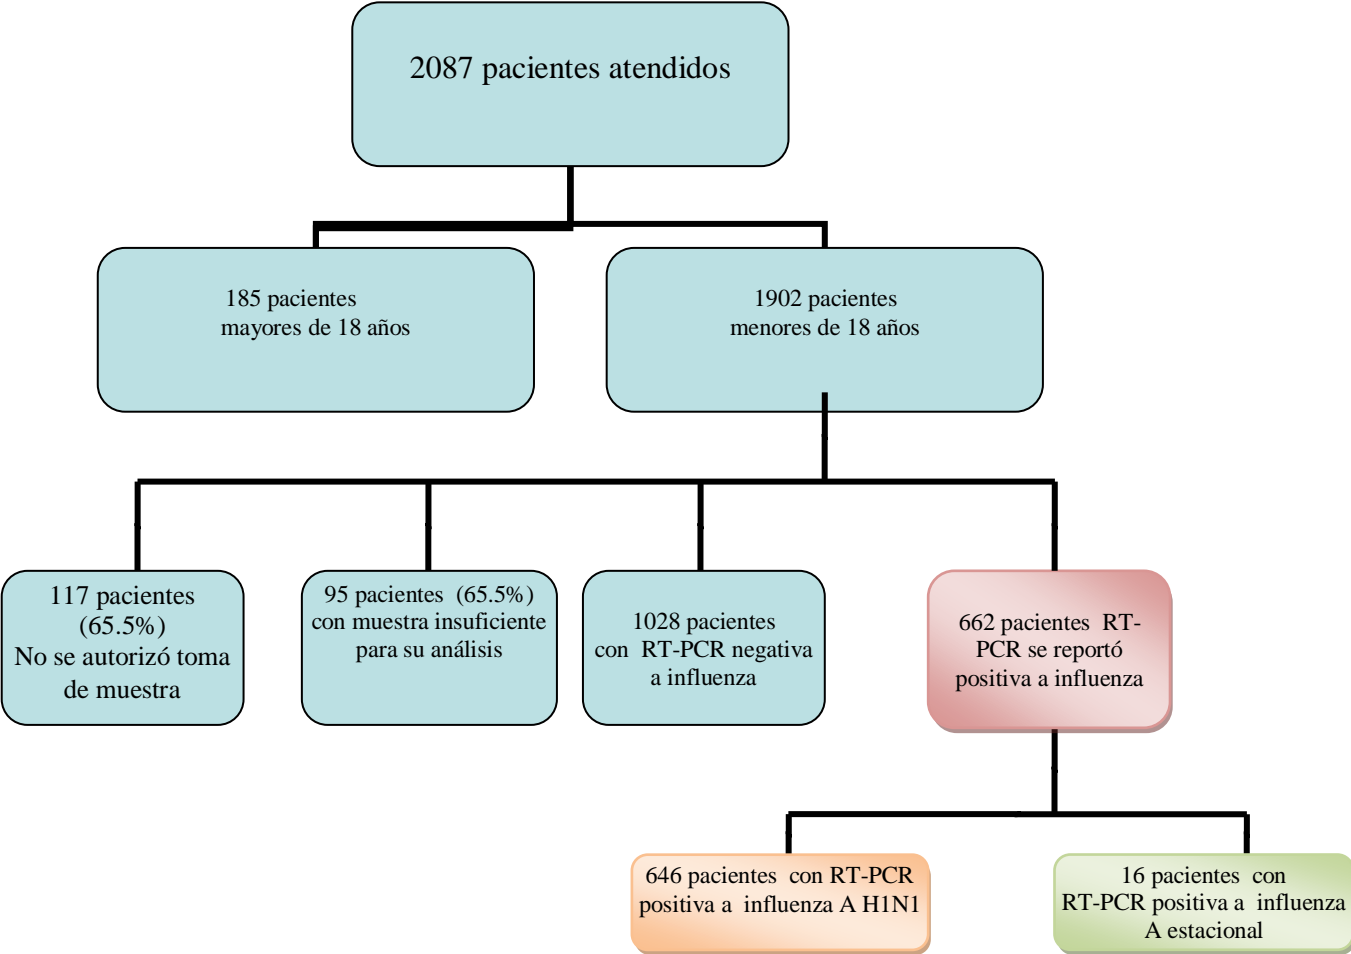 2087 pacientes atendidos
185 pacientes
mayores de 18 años
1902 pacientes
menores de 18 años
117 pacientes
(65.5%)
No se autorizó toma
de muestra
95 pacientes (65.5%)
con muestra insuficiente
para su análisis
1028 pacientes
con RT-PCR negativa
a influenza
662 pacientes RT-
PCR se reportó
positiva a influenza
646 pacientes con RT-PCR
positiva a influenza A H1N1
16 pacientes con
RT-PCR positiva a influenza
A estacional